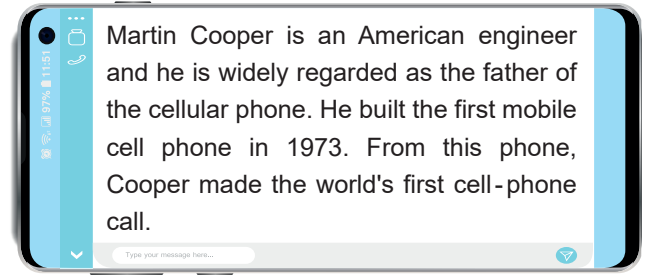 97% 11:51
Martin Cooper is an American engineer
and he is widely regarded as the father of
the cellular phone. He built the first mobile
cell phone in 1973. From this phone,
Cooper made the world's first cell-phone
call.
Type your message here...